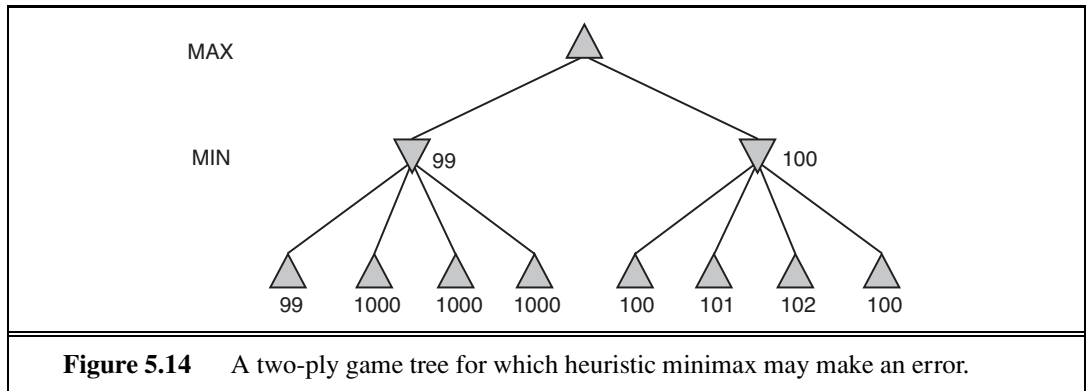 MAX
MIN
99
100
99 1000 1000 1000 100 101 102 100
Figure 5.14 A two-ply game tree for which heuristic minimax may make an error.